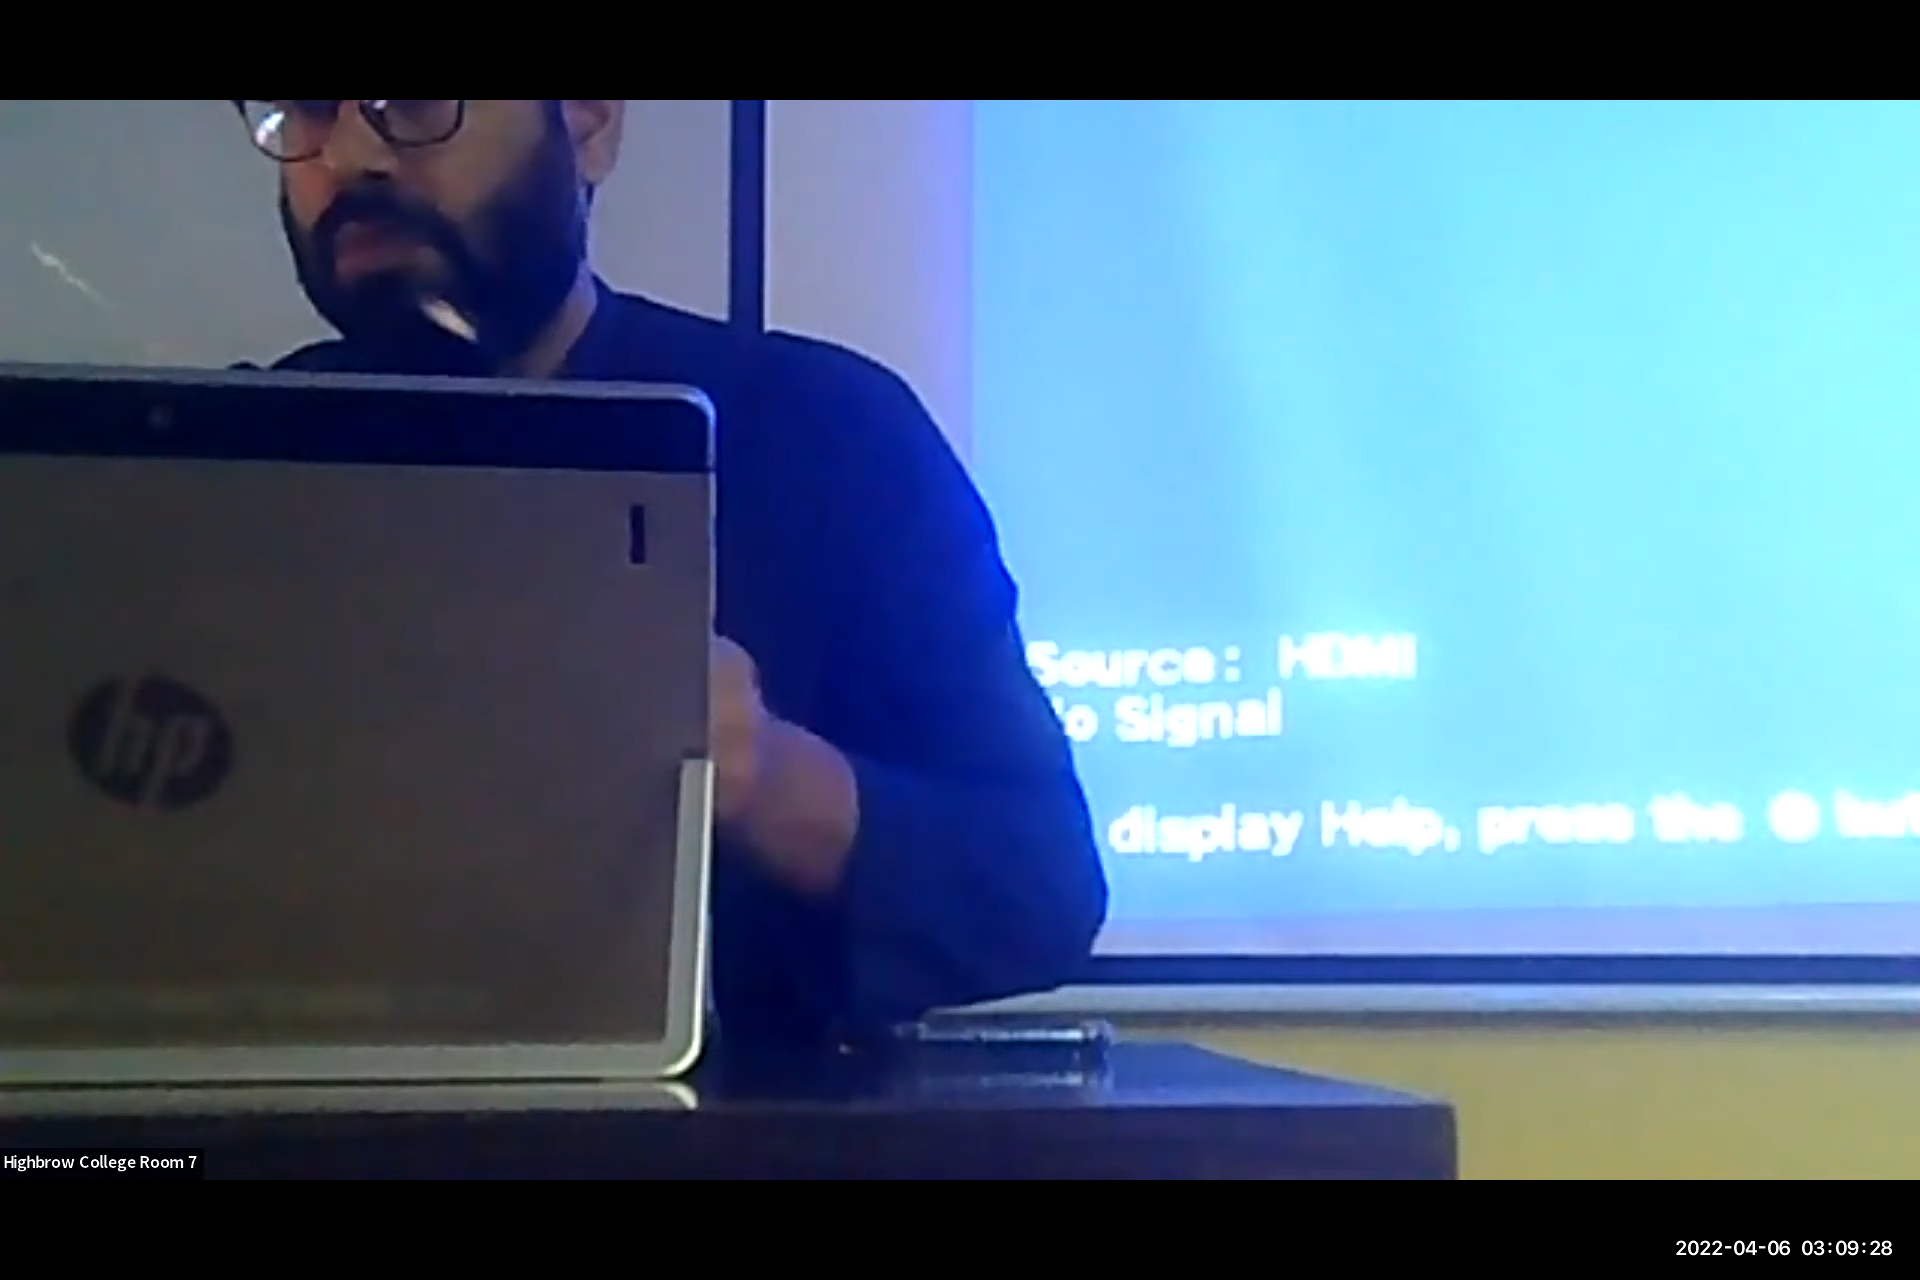 hp
Source: HDMI
Signal
display Help, press the
Highbrow College Room 7
2022-04-06 03:09:28